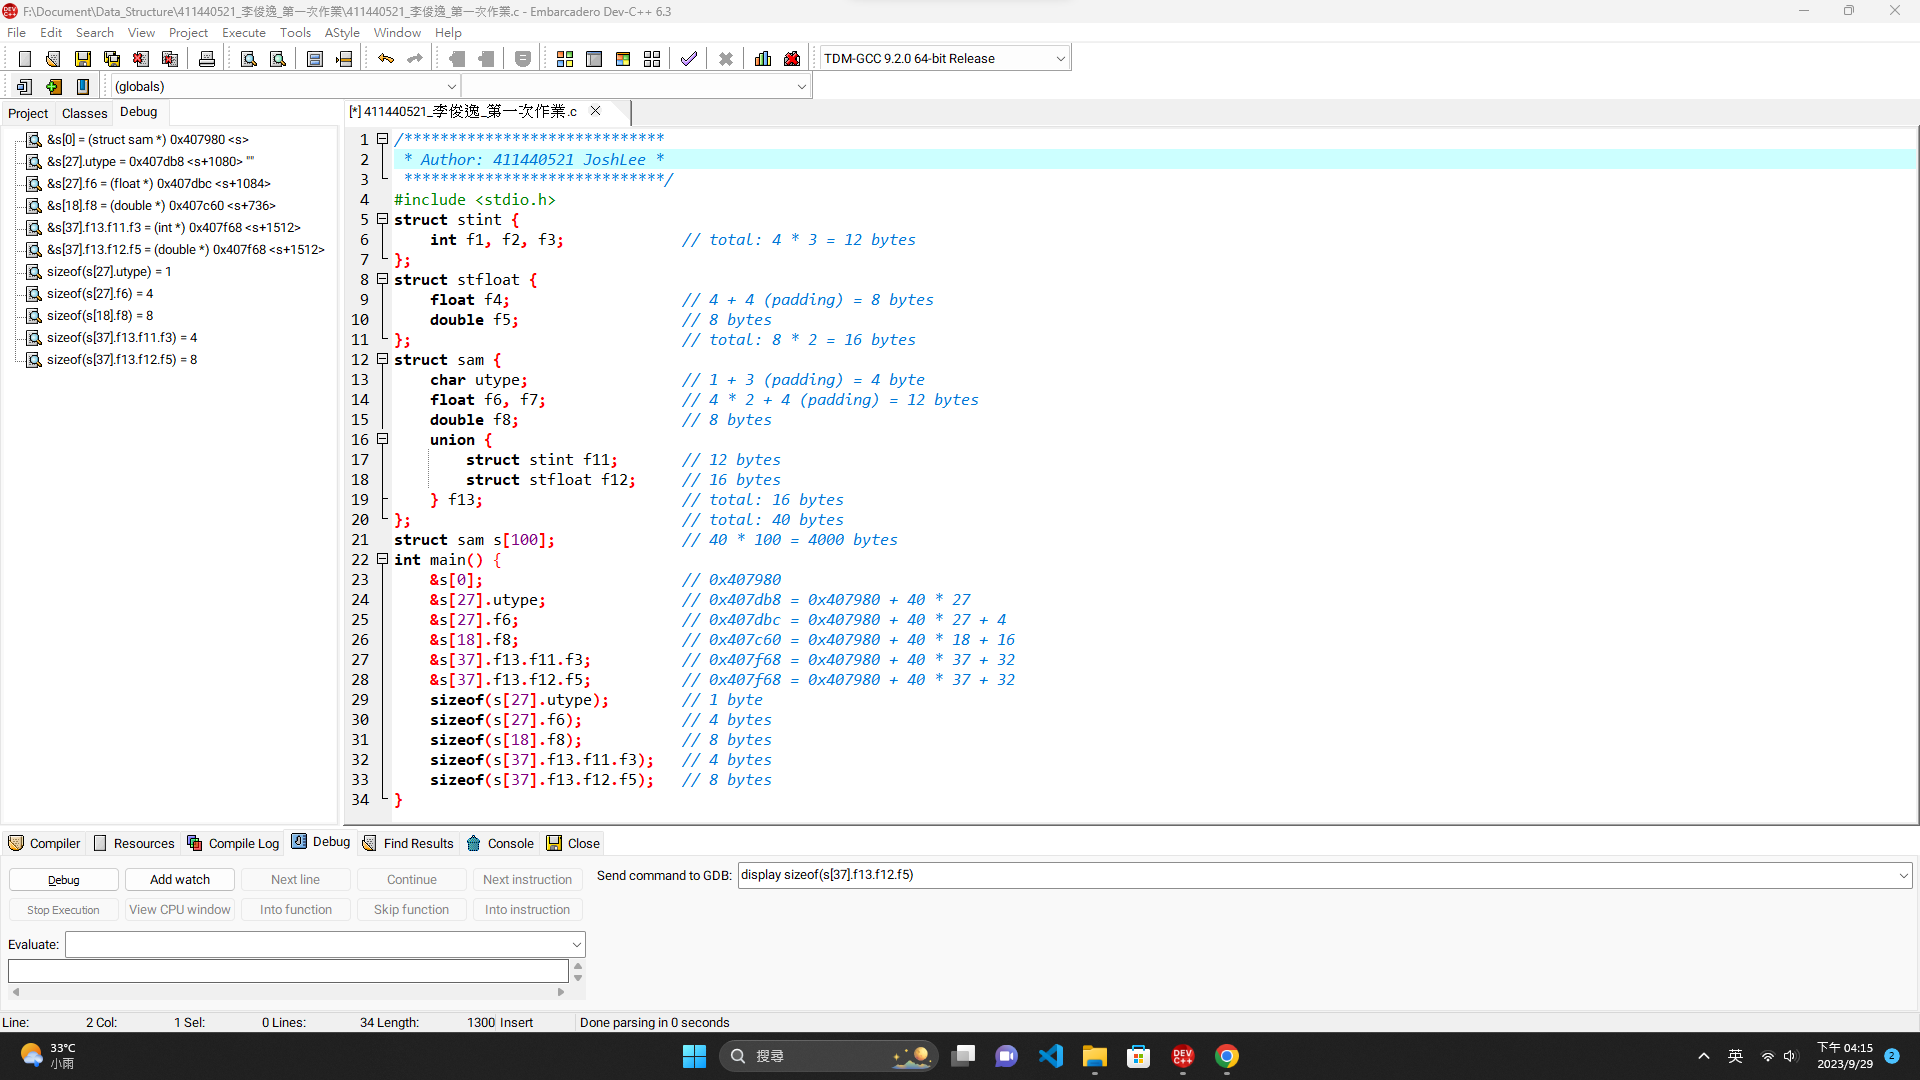 F:\Document\Data_Structure\411440521_李俊逸_第一次作業\411440521_李俊逸_第一次作業.c - Embarcadero Dev-C++ 6.3
File Edit Search View Project Execute Tools AStyle Window Help
TDM-GCC 9.2.0 64-bit Release
(globals)
Project Classes Debug
[*] 411440521_李俊逸_第一次作業.c
&s[0] = (struct sam *) 0x407980 <s>
&s[27].utype = 0x407db8 <s+1080> ""
&s[27].f6 = (float *) 0x407dbc <s+1084>
&s[18].f8 = (double *) 0x407c60 <s+736>
&s[37].f13.f11.f3 = (int *) 0x407f68 <s+1512>
&s[37].f13.f12.f5 = (double *) 0x407f68 <s+1512>
sizeof(s[27].utype) = 1
sizeof(s[27].f6) = 4
sizeof(s[18].f8) = 8
sizeof(s[37].f13.f11.f3) = 4
sizeof(s[37].f13.f12.f5) = 8
1 /*****************************
2 * Author: 411440521 JoshLee *
3 *****************************/
4 #include <stdio.h>
5 struct stint {
6 int f1, f2, f3; // total: 4 * 3 = 12 bytes
7 };
8 struct stfloat {
9 float f4; // 4 + 4 (padding) = 8 bytes
10 double f5; // 8 bytes
11 }; // total: 8 * 2 = 16 bytes
12 struct sam {
13 char utype; // 1 + 3 (padding) = 4 byte
14 float f6, f7; // 4 * 2 + 4 (padding) = 12 bytes
15 double f8; // 8 bytes
16 union {
17 struct stint f11; // 12 bytes
18 struct stfloat f12; // 16 bytes
19 } f13; // total: 16 bytes
20 }; // total: 40 bytes
21 struct sam s[100]; // 40 * 100 = 4000 bytes
22 int main() {
23 &s[0]; // 0x407980
24 &s[27].utype; // 0x407db8 = 0x407980 + 40 * 27
25 &s[27].f6; // 0x407dbc = 0x407980 + 40 * 27 + 4
26 &s[18].f8; // 0x407c60 = 0x407980 + 40 * 18 + 16
27 &s[37].f13.f11.f3; // 0x407f68 = 0x407980 + 40 * 37 + 32
28 &s[37].f13.f12.f5; // 0x407f68 = 0x407980 + 40 * 37 + 32
29 sizeof(s[27].utype); // 1 byte
30 sizeof(s[27].f6); // 4 bytes
31 sizeof(s[18].f8); // 8 bytes
32 sizeof(s[37].f13.f11.f3); // 4 bytes
33 sizeof(s[37].f13.f12.f5); // 8 bytes
34 }
Compiler Resources Compile Log Debug Find Results Console Close
Debug Add watch Next line Continue Next instruction Send command to GDB: display sizeof(s[37].f13.f12.f5)
Stop Execution View CPU window Into function Skip function Into instruction
Evaluate:
Line: 2 Col: 1 Sel: 0 Lines: 34 Length: 1300 Insert Done parsing in 0 seconds
33°C
小雨
搜尋
DEV C++
英
下午 04:15
2023/9/29
2